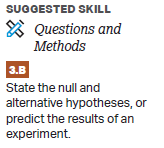 SUGGESTED SKILL
Questions and
Methods
3.B
State the null and
alternative hypotheses, or
predict the results of an
experiment.